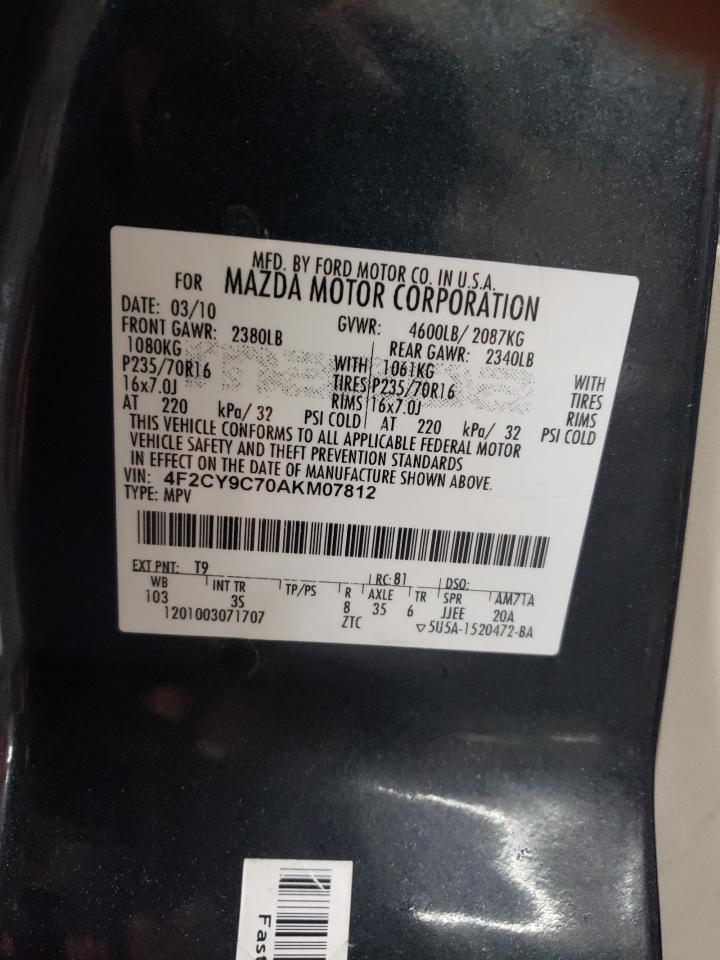 MFD. BY FORD MOTOR CO. IN U.S.A.
FOR MAZDA MOTOR CORPORATION
DATE: 03/10 GVWR: 4600LB/ 2087KG
FRONT GAWR: 2380LB REAR GAWR: 2340LB
1080KG WITH 1061KG WITH
P235/70R16 TIRES P235/70R16 TIRES
16x7.0J RIMS 16x7.0J RIMS
AT 220 kPa/ 32 PSI COLD AT 220 kPa/ 32 PSI COLD
THIS VEHICLE CONFORMS TO ALL APPLICABLE FEDERAL MOTOR
VEHICLE SAFETY AND THEFT PREVENTION STANDARDS
IN EFFECT ON THE DATE OF MANUFACTURE SHOWN ABOVE.
VIN: 4F2CY9C70AKM07812
TYPE: MPV
EXT PNT: T9 RC: 81 DSO:
WB INT TR TP/PS R AXLE TR SPR AM71A
103 3S 8 35 6 JJEE 20A
1201003071707 ZTC ▽5U5A-1520472-BA
Fast